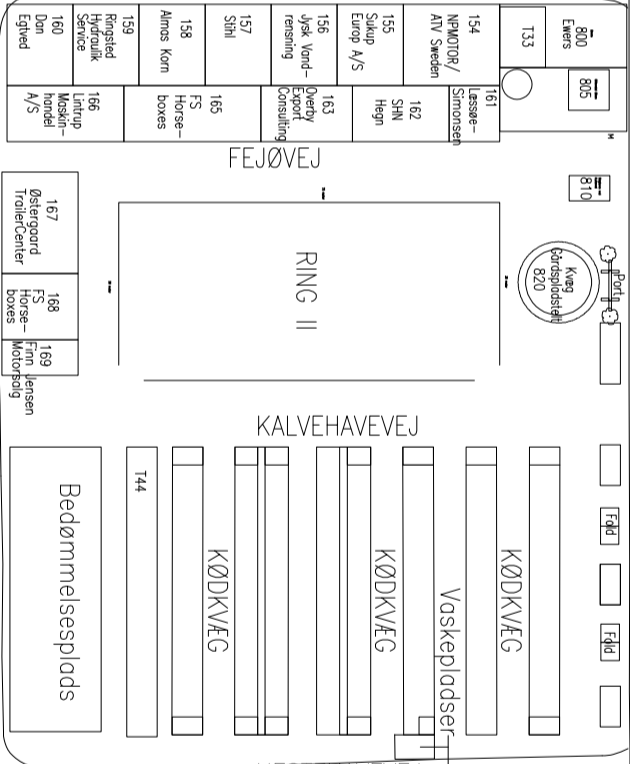 160
Dan
Egtved
159
Ringsted
Hydraulik
Service
158
Almas Korn
157
Stihl
156
Jysk Vand-
rensning
155
Sukup
Europ A/S
154
NPMOTOR/
ATV Sweden
T33
800
Ewers
805
166
Lintrup
Maskin-
handel
A/S
165
FS
Horse-
boxes
163
Overby
Export
Consulting
162
SHN
Hegn
161
Læssøe-
Simonsen
M
FEJØVEJ
810
167
Østergaard
TrailerCenter
168
FS
Horse-
boxes
169
Finn Jensen
Motorsalg
RING II
Kvæg
Gårdspladstelt
820
Port
KALVEHAVEVEJ
T44
Bedømmelsesplads
KØDKVÆG
KØDKVÆG
KØDKVÆG
Vaskepladser
Fold
Fold